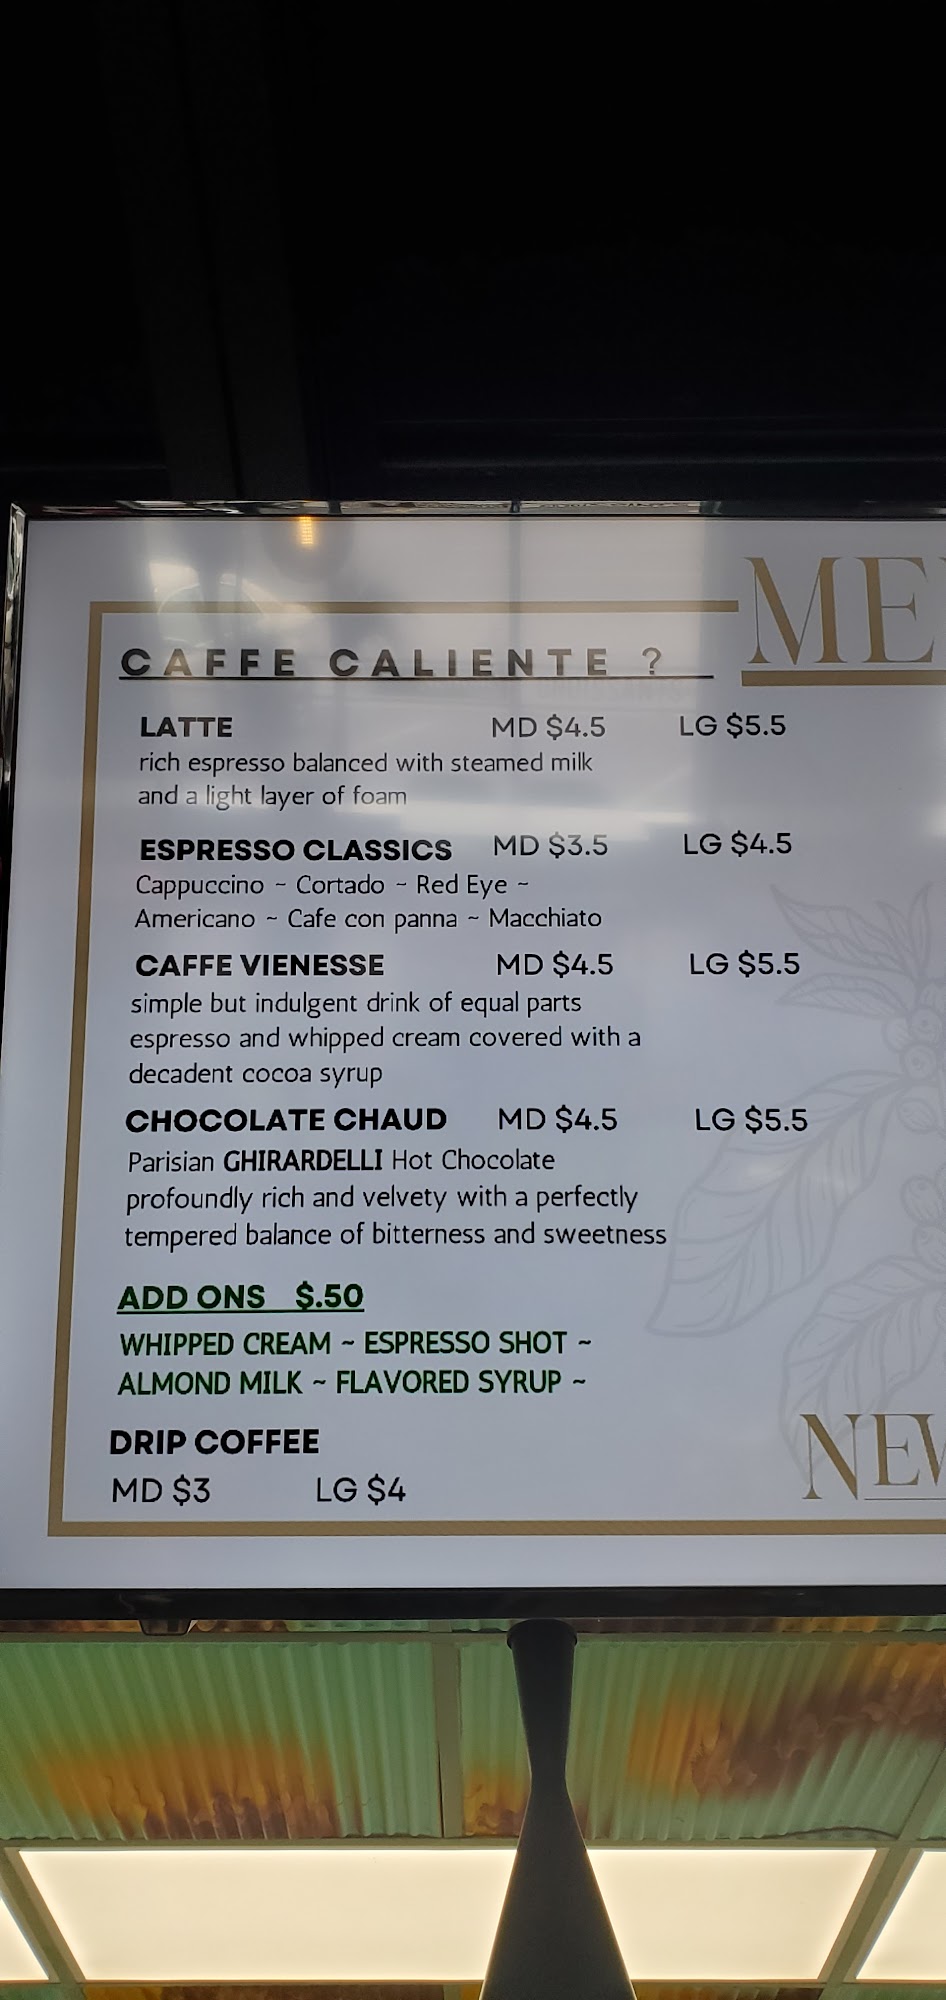 CAFFE CALIENTE ?
LATTE MD $4.5 LG $5.5
rich espresso balanced with steamed milk
and a light layer of foam
ESPRESSO CLASSICS MD $3.5 LG $4.5
Cappuccino ~ Cortado ~ Red Eye ~
Americano ~ Cafe con panna ~ Macchiato
CAFFE VIENESSE MD $4.5 LG $5.5
simple but indulgent drink of equal parts
espresso and whipped cream covered with a
decadent cocoa syrup
CHOCOLATE CHAUD MD $4.5 LG $5.5
Parisian GHIRARDELLI Hot Chocolate
profoundly rich and velvety with a perfectly
tempered balance of bitterness and sweetness
ADD ONS $.50
WHIPPED CREAM ~ ESPRESSO SHOT ~
ALMOND MILK ~ FLAVORED SYRUP ~
DRIP COFFEE
MD $3 LG $4